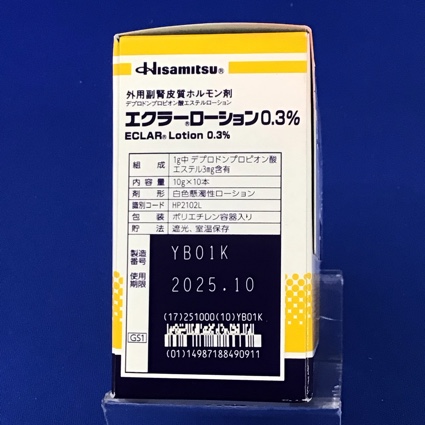 Hisamitsu®
外用副腎皮質ホルモン剤
デプロドンプロピオン酸エステルローション
エクラー®ローション0.3%
ECLAR® Lotion 0.3%
組成 1g中 デプロドンプロピオン酸エステル3mg含有
内容量 10g×10本
剤形 白色懸濁性ローション
識別コード HP2102L
包装 ポリエチレン容器入り
貯法 遮光、室温保存
製造番号 YB01K
使用期限 2025.10
(17)251000(10)YB01K
GS1
(01)14987188490911